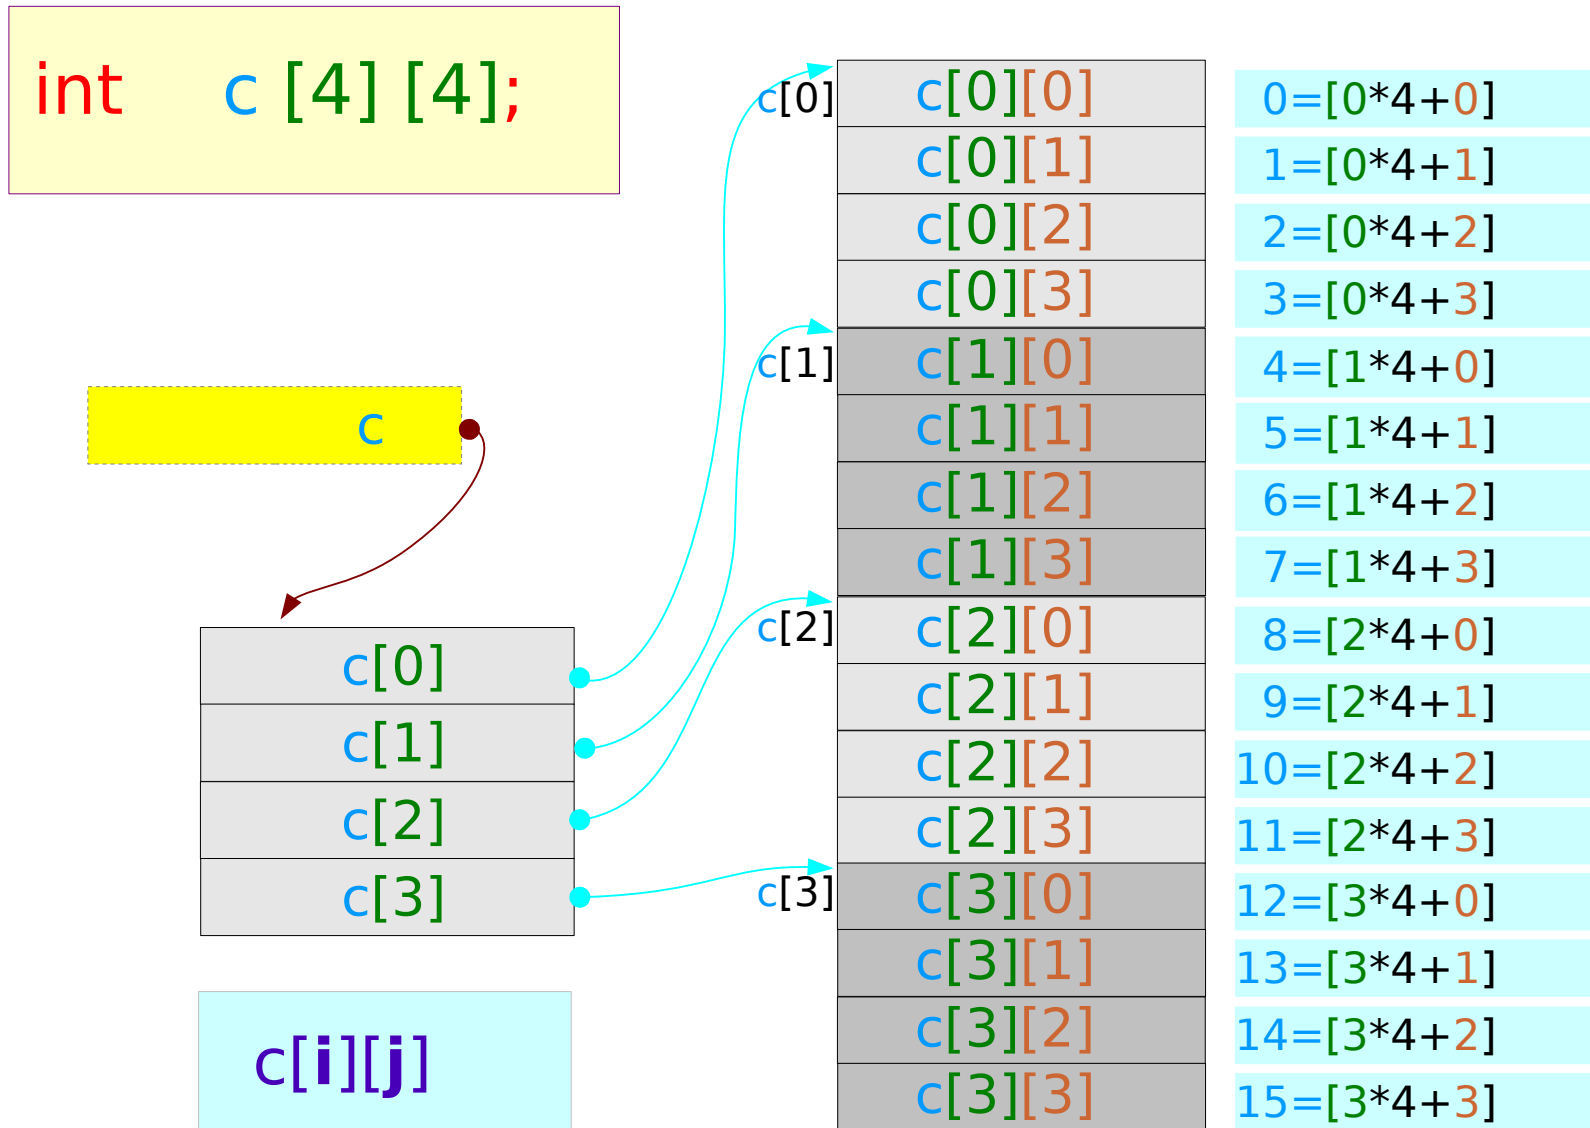 int c [4] [4];
c
c[0]
c[1]
c[2]
c[3]
c[i][j]
c[0]
c[1]
c[2]
c[3]
c[0][0]
c[0][1]
c[0][2]
c[0][3]
c[1][0]
c[1][1]
c[1][2]
c[1][3]
c[2][0]
c[2][1]
c[2][2]
c[2][3]
c[3][0]
c[3][1]
c[3][2]
c[3][3]
0=[0*4+0]
1=[0*4+1]
2=[0*4+2]
3=[0*4+3]
4=[1*4+0]
5=[1*4+1]
6=[1*4+2]
7=[1*4+3]
8=[2*4+0]
9=[2*4+1]
10=[2*4+2]
11=[2*4+3]
12=[3*4+0]
13=[3*4+1]
14=[3*4+2]
15=[3*4+3]